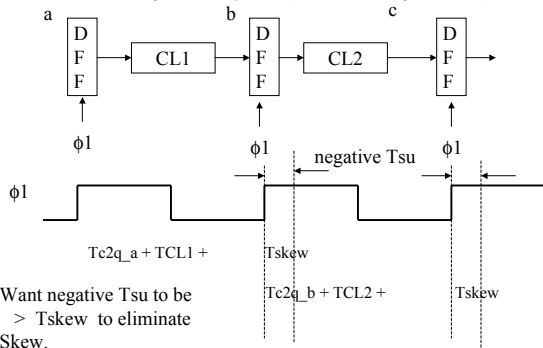 a b c
D D D
F CL1 F CL2 F
F F F
ϕ1 ϕ1 ϕ1
negative Tsu
ϕ1
Tc2q_a + TCL1 + Tskew
Want negative Tsu to be Tc2q_b + TCL2 + Tskew
> Tskew to eliminate
Skew.